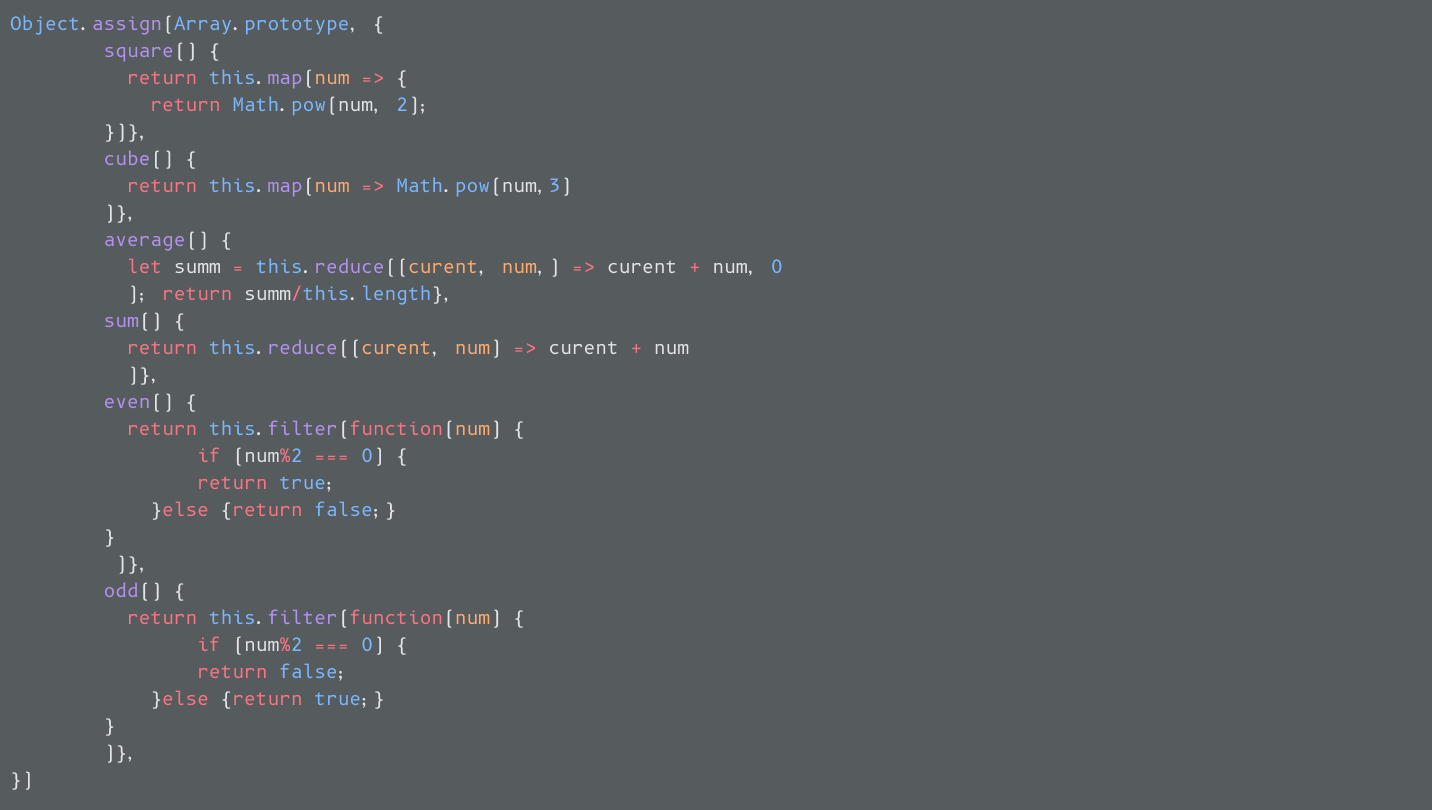 Object.assign(Array.prototype, {
square() {
return this.map(num => {
return Math.pow(num, 2);
})},
cube() {
return this.map(num => Math.pow(num,3)
)},
average() {
let summ = this.reduce((curent, num,) => curent + num, 0
); return summ/this.length},
sum() {
return this.reduce((curent, num) => curent + num
)},
even() {
return this.filter(function(num) {
if (num%2 === 0) {
return true;
}else {return false;}
}
)},
odd() {
return this.filter(function(num) {
if (num%2 === 0) {
return false;
}else {return true;}
}
)},
})